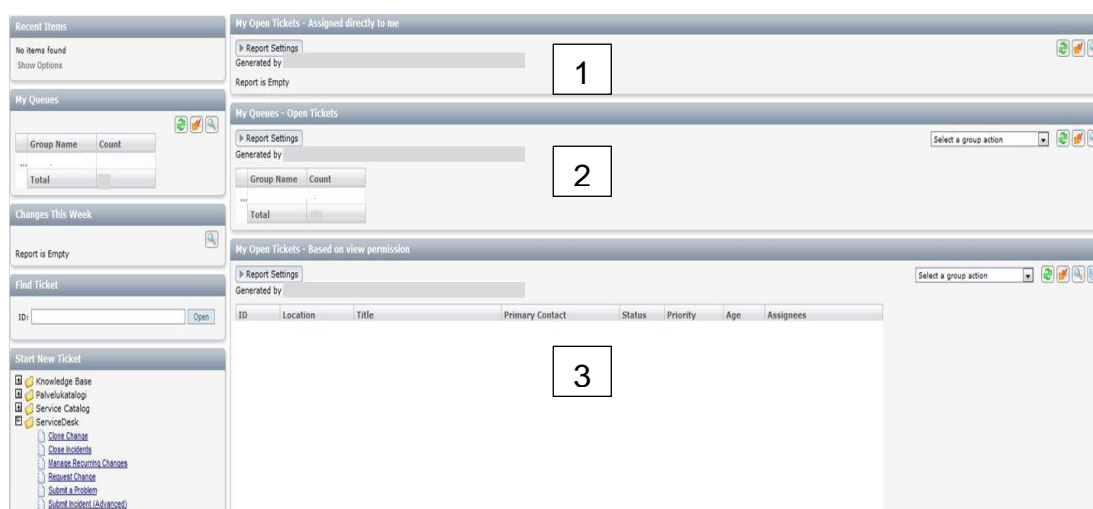 Recent Items
No items found
Show Options
My Queues
Group Name Count
...
Total
Changes This Week
Report is Empty
Find Ticket
ID: Open
Start New Ticket
Knowledge Base
Palvelukatalogi
Service Catalog
ServiceDesk
Clone Change
Close Incidents
Manage Recurring Changes
Request Change
Submit a Problem
Submit Incident (Advanced)
My Open Tickets - Assigned directly to me
Report Settings
Generated by
Report is Empty
1
My Queues - Open Tickets
Report Settings
Select a group action
Generated by
2
Group Name Count
...
Total
My Open Tickets - Based on view permission
Report Settings
Select a group action
Generated by
ID Location Title Primary Contact Status Priority Age Assignees
3